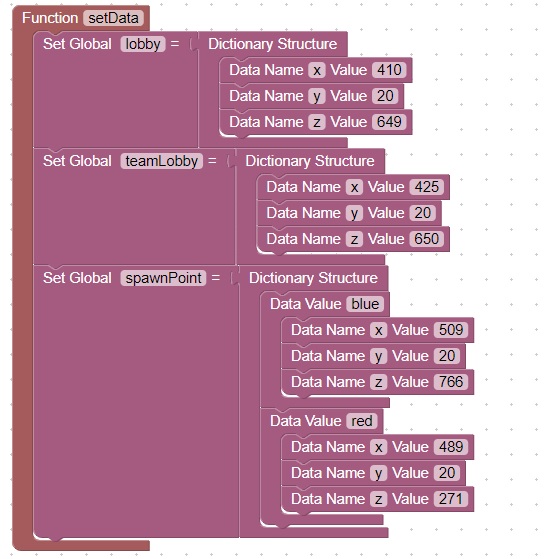 Function setData
Set Global lobby = Dictionary Structure
Data Name x Value 410
Data Name y Value 20
Data Name z Value 649
Set Global teamLobby = Dictionary Structure
Data Name x Value 425
Data Name y Value 20
Data Name z Value 650
Set Global spawnPoint = Dictionary Structure
Data Value blue
Data Name x Value 509
Data Name y Value 20
Data Name z Value 766
Data Value red
Data Name x Value 489
Data Name y Value 20
Data Name z Value 271